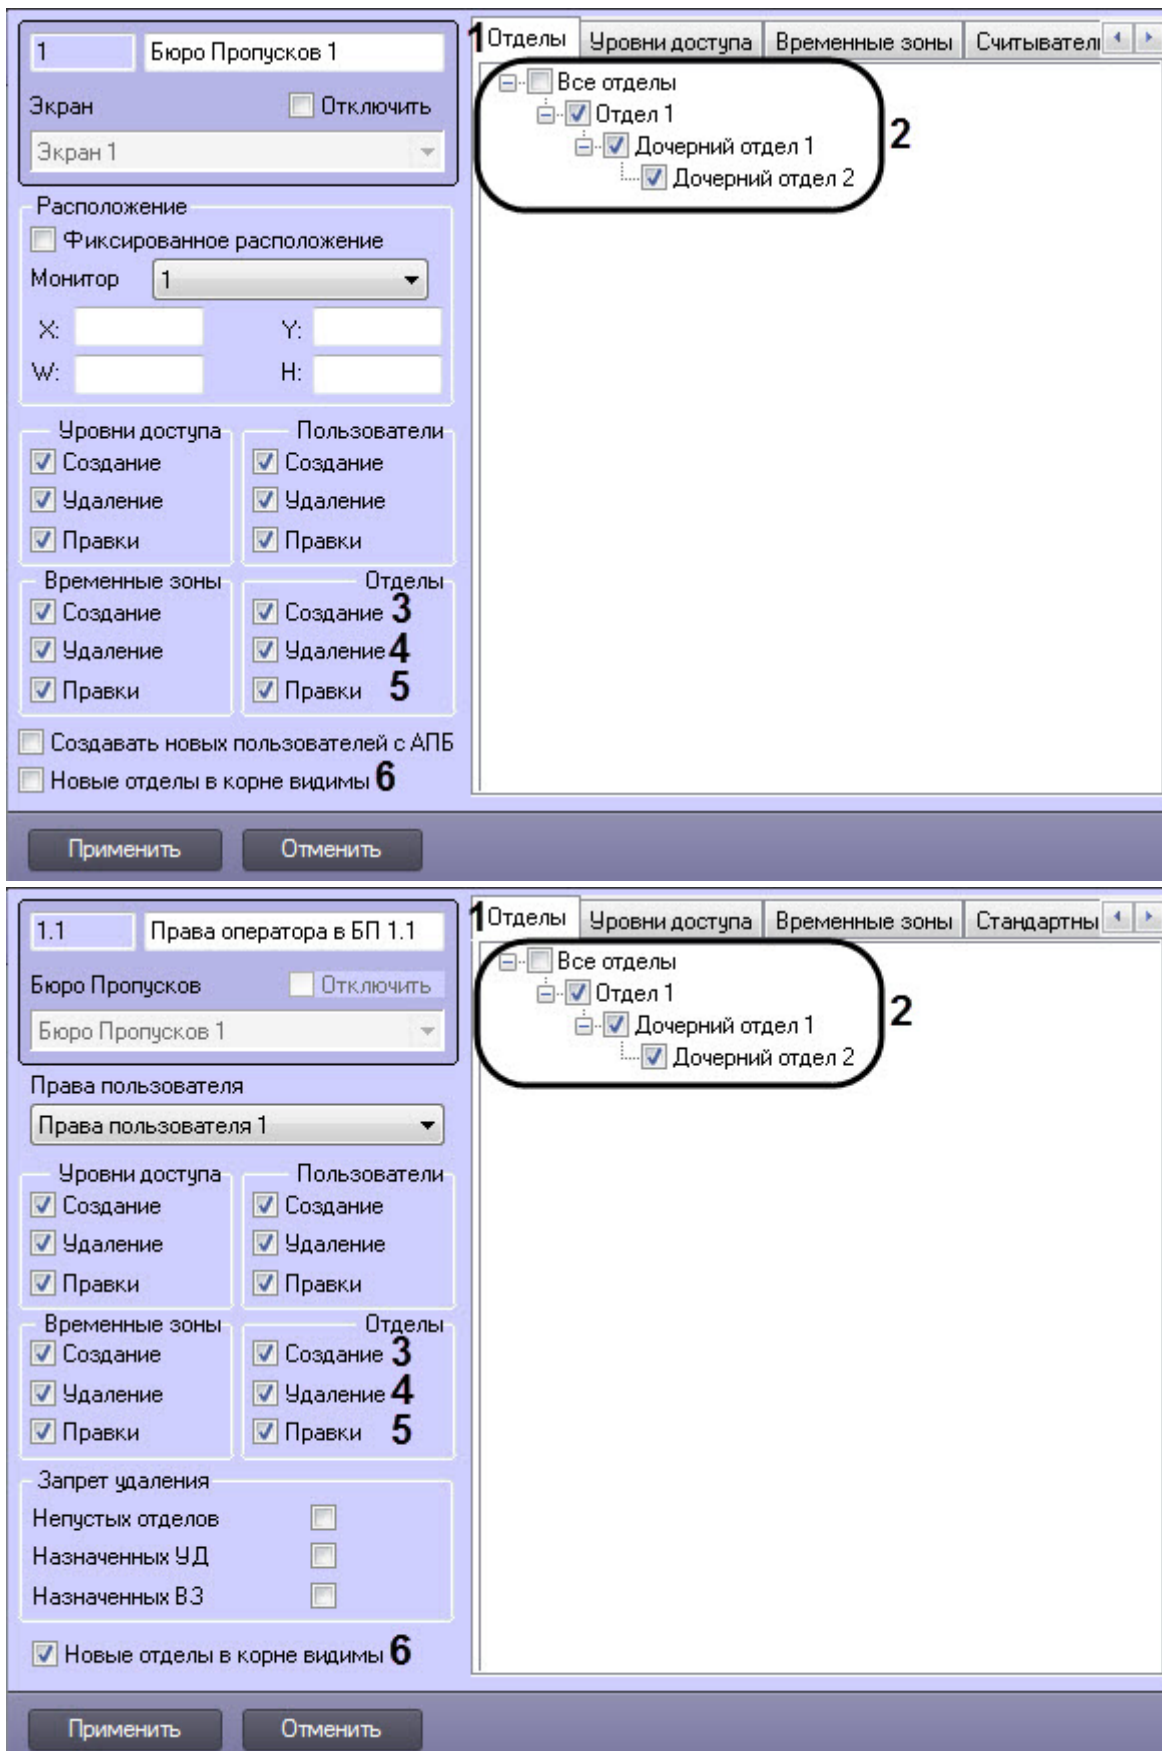 1 Бюро Пропусков 1
Экран Отключить
Экран 1
Расположение
Фиксированное расположение
Монитор 1
X: Y:
W: H:
Уровни доступа Пользователи
Создание Создание
Удаление Удаление
Правки Правки
Временные зоны Отделы
Создание Создание 3
Удаление Удаление 4
Правки Правки 5
Создавать новых пользователей с АПБ
Новые отделы в корне видимы 6
1 Отделы Уровни доступа Временные зоны Считывател
Все отделы
Отдел 1
Дочерний отдел 1
Дочерний отдел 2
2
Применить Отменить
1.1 Права оператора в БП 1.1
Бюро Пропусков Отключить
Бюро Пропусков 1
Права пользователя
Права пользователя 1
Уровни доступа Пользователи
Создание Создание
Удаление Удаление
Правки Правки
Временные зоны Отделы
Создание Создание 3
Удаление Удаление 4
Правки Правки 5
Запрет удаления
Непустых отделов
Назначенных УД
Назначенных ВЗ
Новые отделы в корне видимы 6
1 Отделы Уровни доступа Временные зоны Стандартны
Все отделы
Отдел 1
Дочерний отдел 1
Дочерний отдел 2
2
Применить Отменить